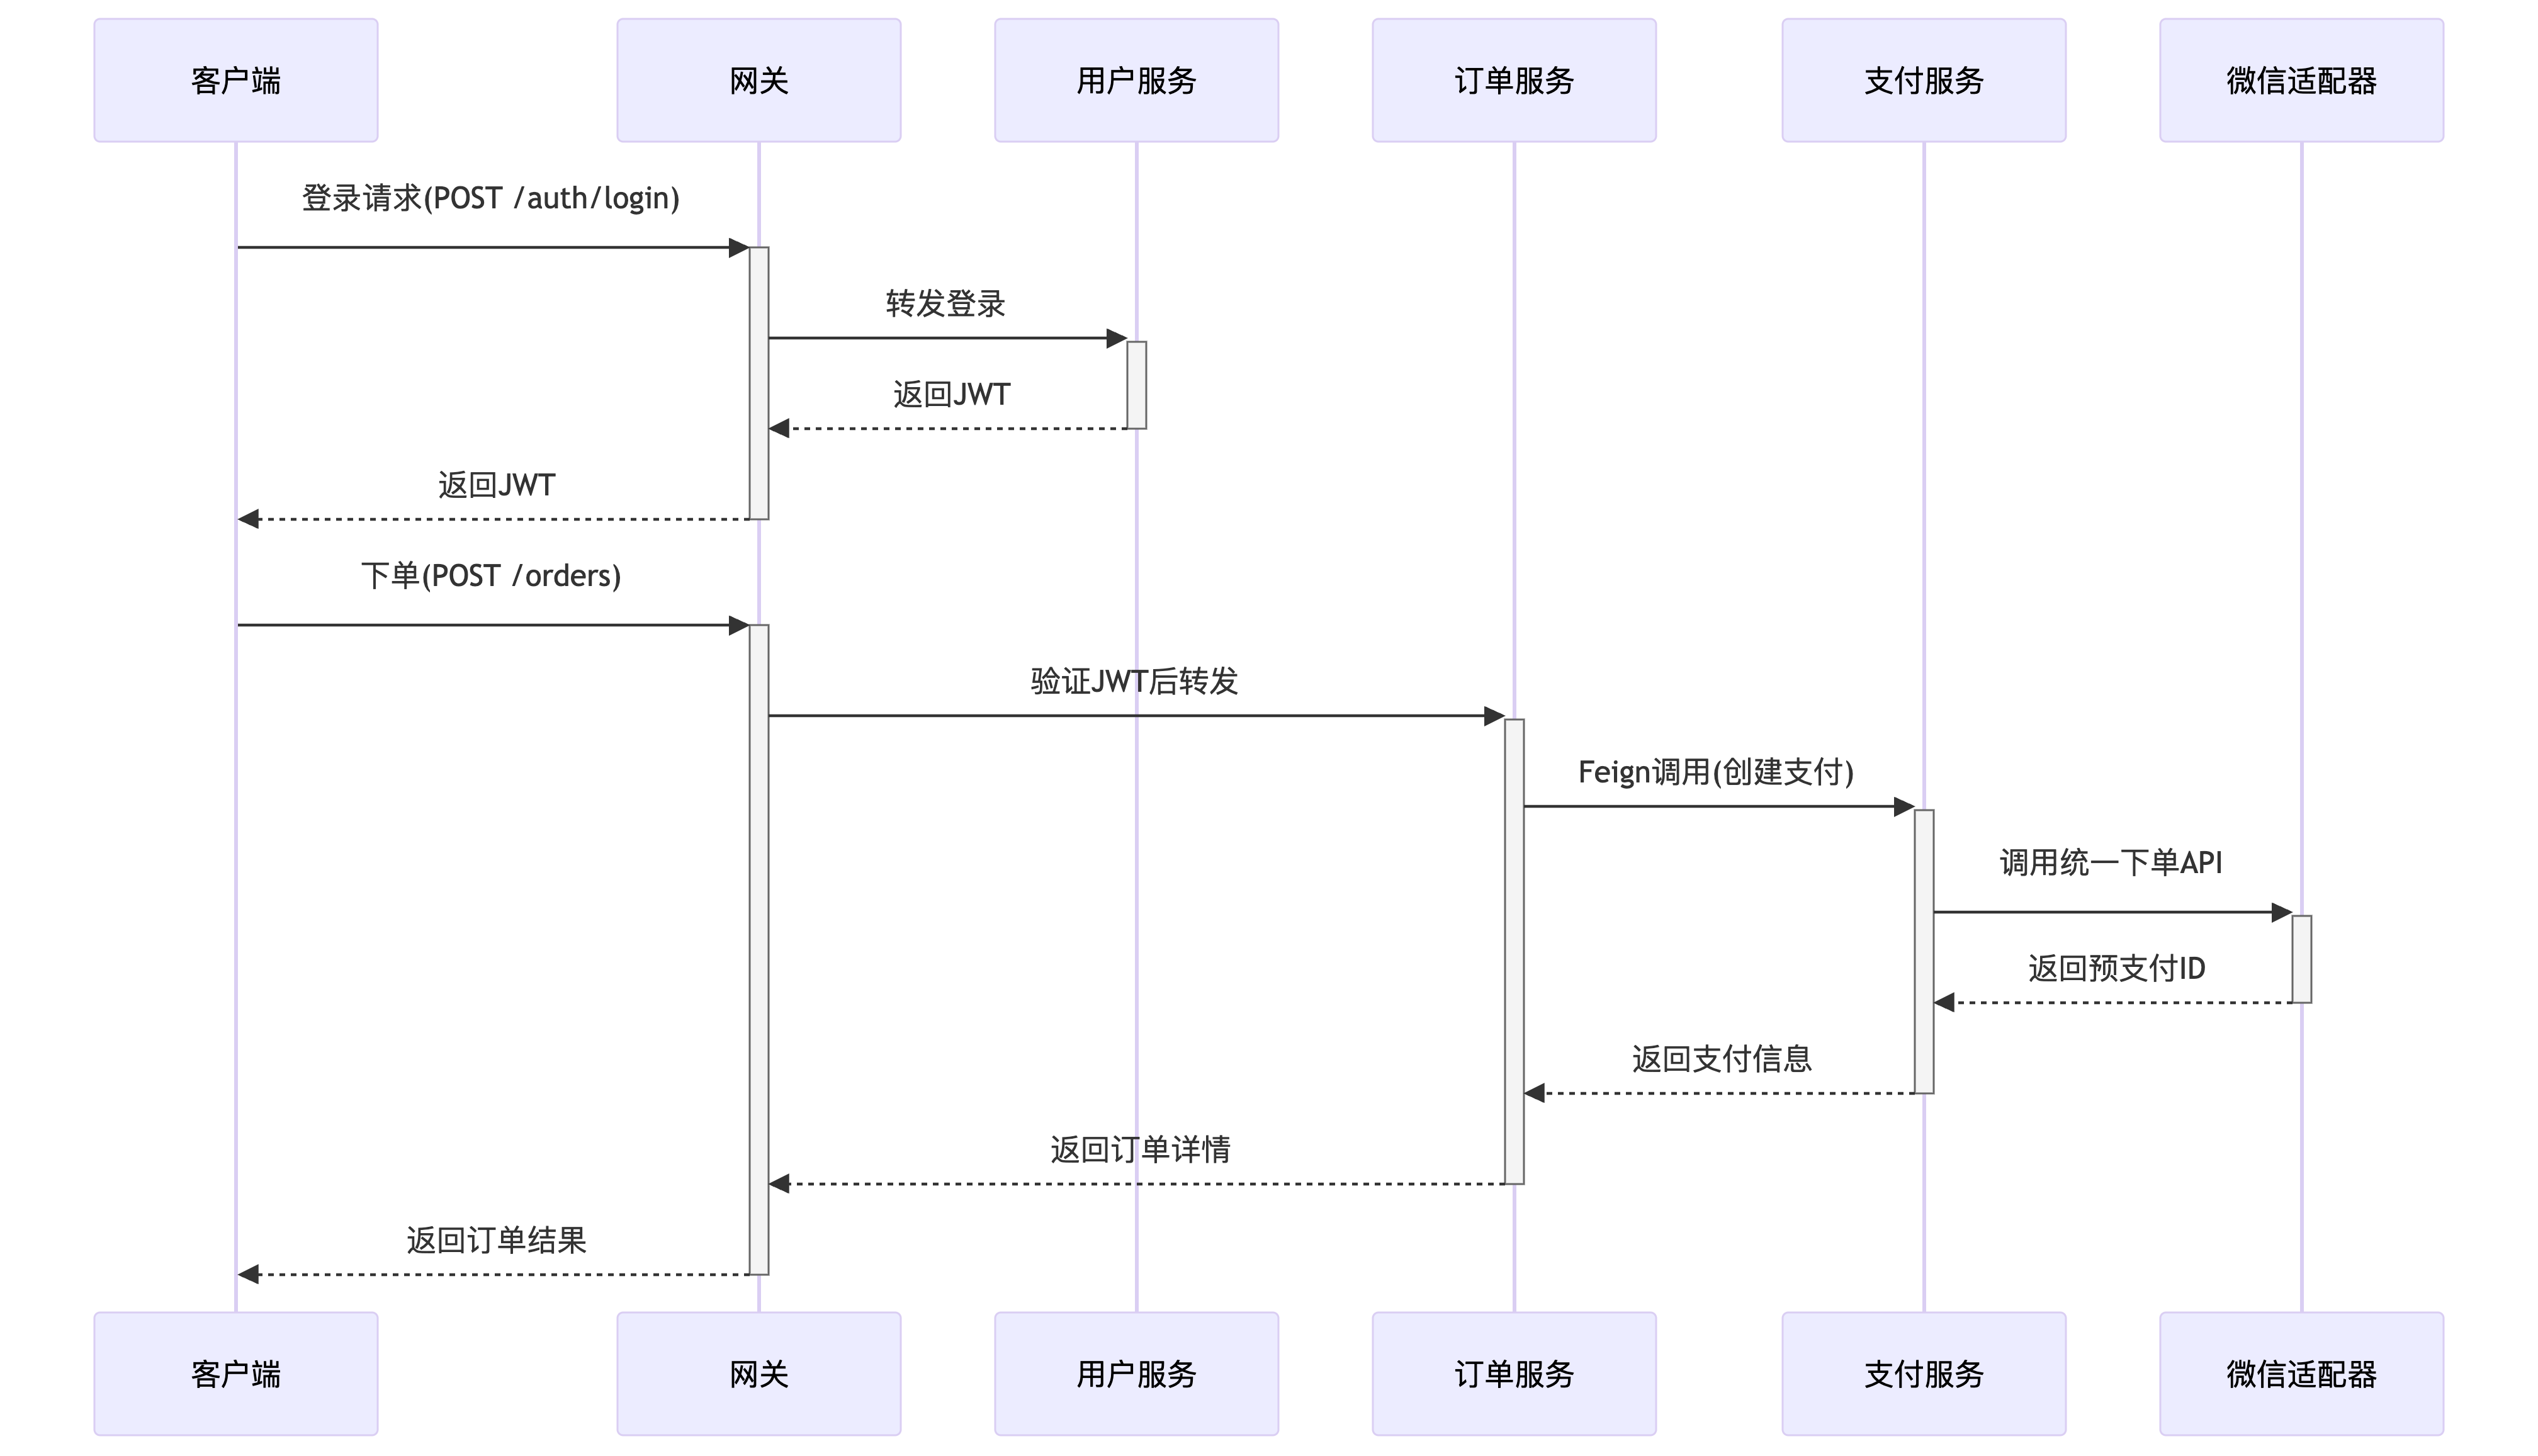 客户端
网关
用户服务
订单服务
支付服务
微信适配器
登录请求(POST /auth/login)
转发登录
返回JWT
返回JWT
下单(POST /orders)
验证JWT后转发
Feign调用(创建支付)
调用统一下单API
返回预支付ID
返回支付信息
返回订单详情
返回订单结果
客户端
网关
用户服务
订单服务
支付服务
微信适配器